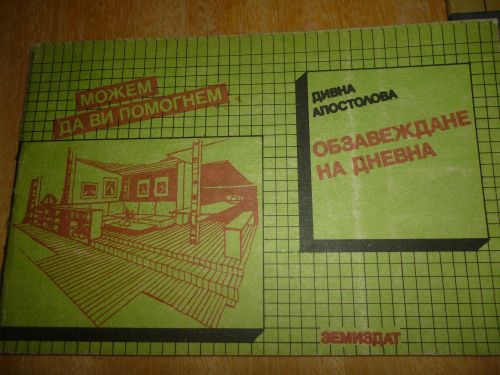 МОЖЕМ
ДА ВИ ПОМОГНЕМ
ДИВНА
АПОСТОЛОВА
ОБЗАВЕЖДАНЕ
НА ДНЕВНА
ЗЕМИЗДАТ